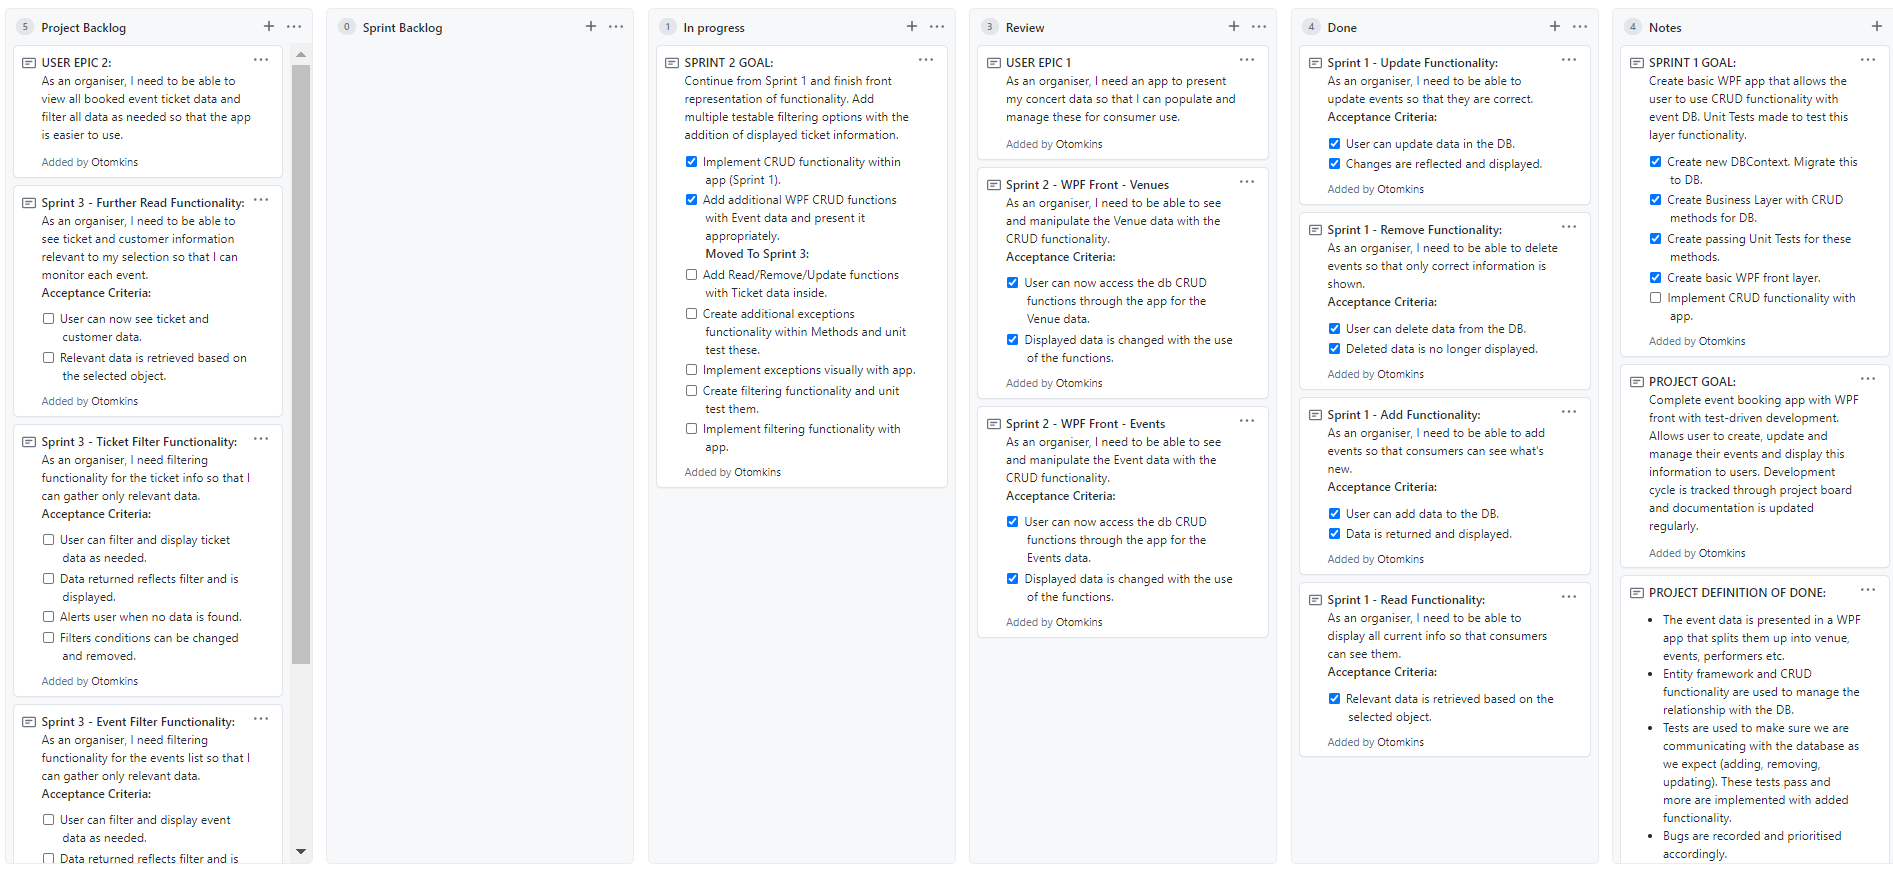 5 Project Backlog
USER EPIC 2:
As an organiser, I need to be able to
view all booked event ticket data and
filter all data as needed so that the app
is easier to use.
Added by Otomkins
Sprint 3 - Further Read Functionality:
As an organiser, I need to be able to
see ticket and customer information
relevant to my selection so that I can
monitor each event.
Acceptance Criteria:
User can now see ticket and
customer data.
Relevant data is retrieved based on
the selected object.
Added by Otomkins
Sprint 3 - Ticket Filter Functionality:
As an organiser, I need filtering
functionality for the ticket info so that I
can gather only relevant data.
Acceptance Criteria:
User can filter and display ticket
data as needed.
Data returned reflects filter and is
displayed.
Alerts user when no data is found.
Filters conditions can be changed
and removed.
Added by Otomkins
Sprint 3 - Event Filter Functionality:
As an organiser, I need filtering
functionality for the events list so that I
can gather only relevant data.
Acceptance Criteria:
User can filter and display event
data as needed.
Data returned reflects filter and is
0 Sprint Backlog
1 In progress
SPRINT 2 GOAL:
Continue from Sprint 1 and finish front
representation of functionality. Add
multiple testable filtering options with the
addition of displayed ticket information.
Implement CRUD functionality within
app (Sprint 1).
Add additional WPF CRUD functions
with Event data and present it
appropriately.
Moved To Sprint 3:
Add Read/Remove/Update functions
with Ticket data inside.
Create additional exceptions
functionality within Methods and unit
test these.
Implement exceptions visually with app.
Create filtering functionality and unit
test them.
Implement filtering functionality with
app.
Added by Otomkins
3 Review
USER EPIC 1
As an organiser, I need an app to present
my concert data so that I can populate and
manage these for consumer use.
Added by Otomkins
Sprint 2 - WPF Front - Venues
As an organiser, I need to be able to see
and manipulate the Venue data with the
CRUD functionality.
Acceptance Criteria:
User can now access the db CRUD
functions through the app for the
Venue data.
Displayed data is changed with the use
of the functions.
Added by Otomkins
Sprint 2 - WPF Front - Events
As an organiser, I need to be able to see
and manipulate the Event data with the
CRUD functionality.
Acceptance Criteria:
User can now access the db CRUD
functions through the app for the
Events data.
Displayed data is changed with the use
of the functions.
Added by Otomkins
4 Done
Sprint 1 - Update Functionality:
As an organiser, I need to be able to
update events so that they are correct.
Acceptance Criteria:
User can update data in the DB.
Changes are reflected and displayed.
Added by Otomkins
Sprint 1 - Remove Functionality:
As an organiser, I need to be able to delete
events so that only correct information is
shown.
Acceptance Criteria:
User can delete data from the DB.
Deleted data is no longer displayed.
Added by Otomkins
Sprint 1 - Add Functionality:
As an organiser, I need to be able to add
events so that consumers can see what's
new.
Acceptance Criteria:
User can add data to the DB.
Data is returned and displayed.
Added by Otomkins
Sprint 1 - Read Functionality:
As an organiser, I need to be able to
display all current info so that consumers
can see them.
Acceptance Criteria:
Relevant data is retrieved based on the
selected object.
Added by Otomkins
4 Notes
SPRINT 1 GOAL:
Create basic WPF app that allows the
user to use CRUD functionality with
event DB. Unit Tests made to test this
layer functionality.
Create new DBContext. Migrate this
to DB.
Create Business Layer with CRUD
methods for DB.
Create passing Unit Tests for these
methods.
Create basic WPF front layer.
Implement CRUD functionality with
app.
Added by Otomkins
PROJECT GOAL:
Complete event booking app with WPF
front with test-driven development.
Allows user to create, update and
manage their events and display this
information to users. Development
cycle is tracked through project board
and documentation is updated
regularly.
Added by Otomkins
PROJECT DEFINITION OF DONE:
The event data is presented in a WPF
app that splits them up into venue,
events, performers etc.
Entity framework and CRUD
functionality are used to manage the
relationship with the DB.
Tests are used to make sure we are
communicating with the database as
we expect (adding, removing,
updating). These tests pass and
more are implemented with added
functionality.
Bugs are recorded and prioritised
accordingly.